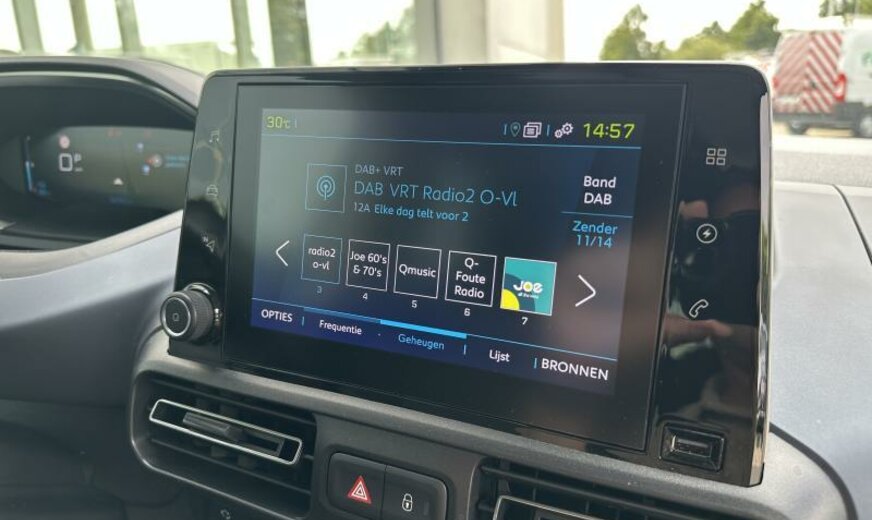 30°C
14:57
DAB+ VRT
DAB VRT Radio2 O-Vl
12A Elke dag telt voor 2
Band
DAB
Zender
11/14
radio2
o-vl
Joe 60's
& 70's
Qmusic
Q-
Foute
Radio
Joe
3
4
5
6
7
OPTIES
Frequentie
Geheugen
Lijst
BRONNEN
0